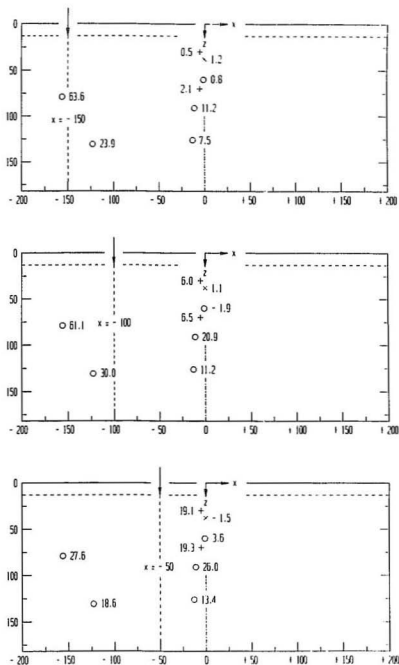 0
50
100
150
x
z
0.5 +
× 1.2
○ 0.8
2.1 +
○ 63.6
○ 11.2
x = - 150
○ 23.9
○ 7.5
- 200 - 150 - 100 - 50 0 + 50 + 100 + 150 + 200
0
50
100
150
x
z
6.0 +
× 1.1
○ - 1.9
6.5 +
○ 61.1
x = - 100
○ 20.9
○ 30.0
○ 11.2
- 200 - 150 - 100 - 50 0 + 50 + 100 + 150 + 200
0
50
100
150
x
z
19.1 +
× - 1.5
○ 3.6
19.3 +
○ 27.6
x = - 50
○ 26.0
○ 18.6
○ 13.4
- 200 - 150 - 100 - 50 0 + 50 + 100 + 150 + 200